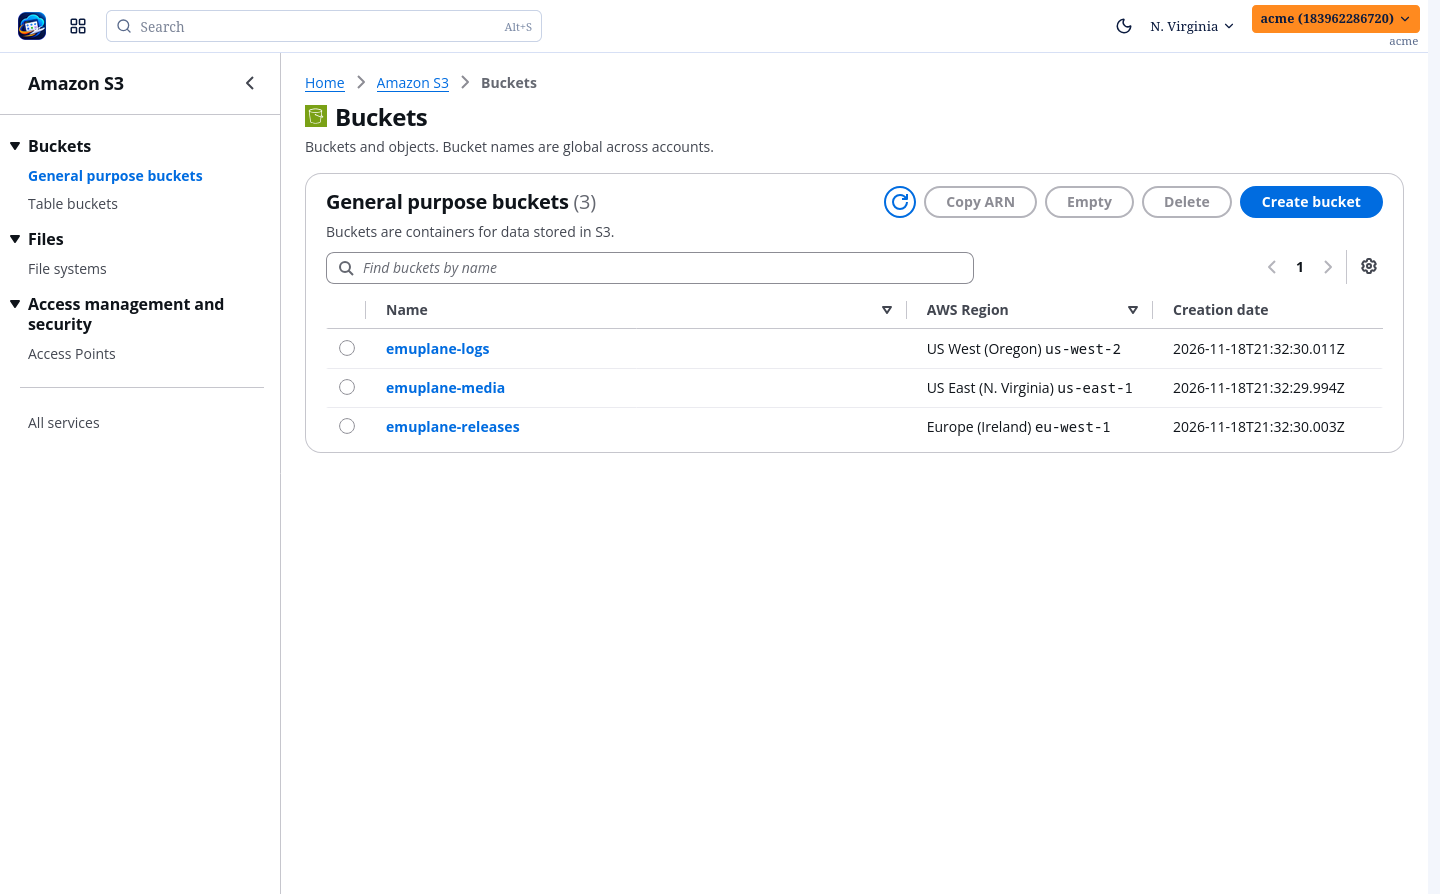 Search Alt+S
N. Virginia
acme (183962286720)
acme
Amazon S3
Buckets
General purpose buckets
Table buckets
Files
File systems
Access management and
security
Access Points
All services
Home Amazon S3 Buckets
Buckets
Buckets and objects. Bucket names are global across accounts.
General purpose buckets (3)
Copy ARN Empty Delete Create bucket
Buckets are containers for data stored in S3.
Find buckets by name
1
Name AWS Region Creation date
emuplane-logs US West (Oregon) us-west-2 2026-11-18T21:32:30.011Z
emuplane-media US East (N. Virginia) us-east-1 2026-11-18T21:32:29.994Z
emuplane-releases Europe (Ireland) eu-west-1 2026-11-18T21:32:30.003Z